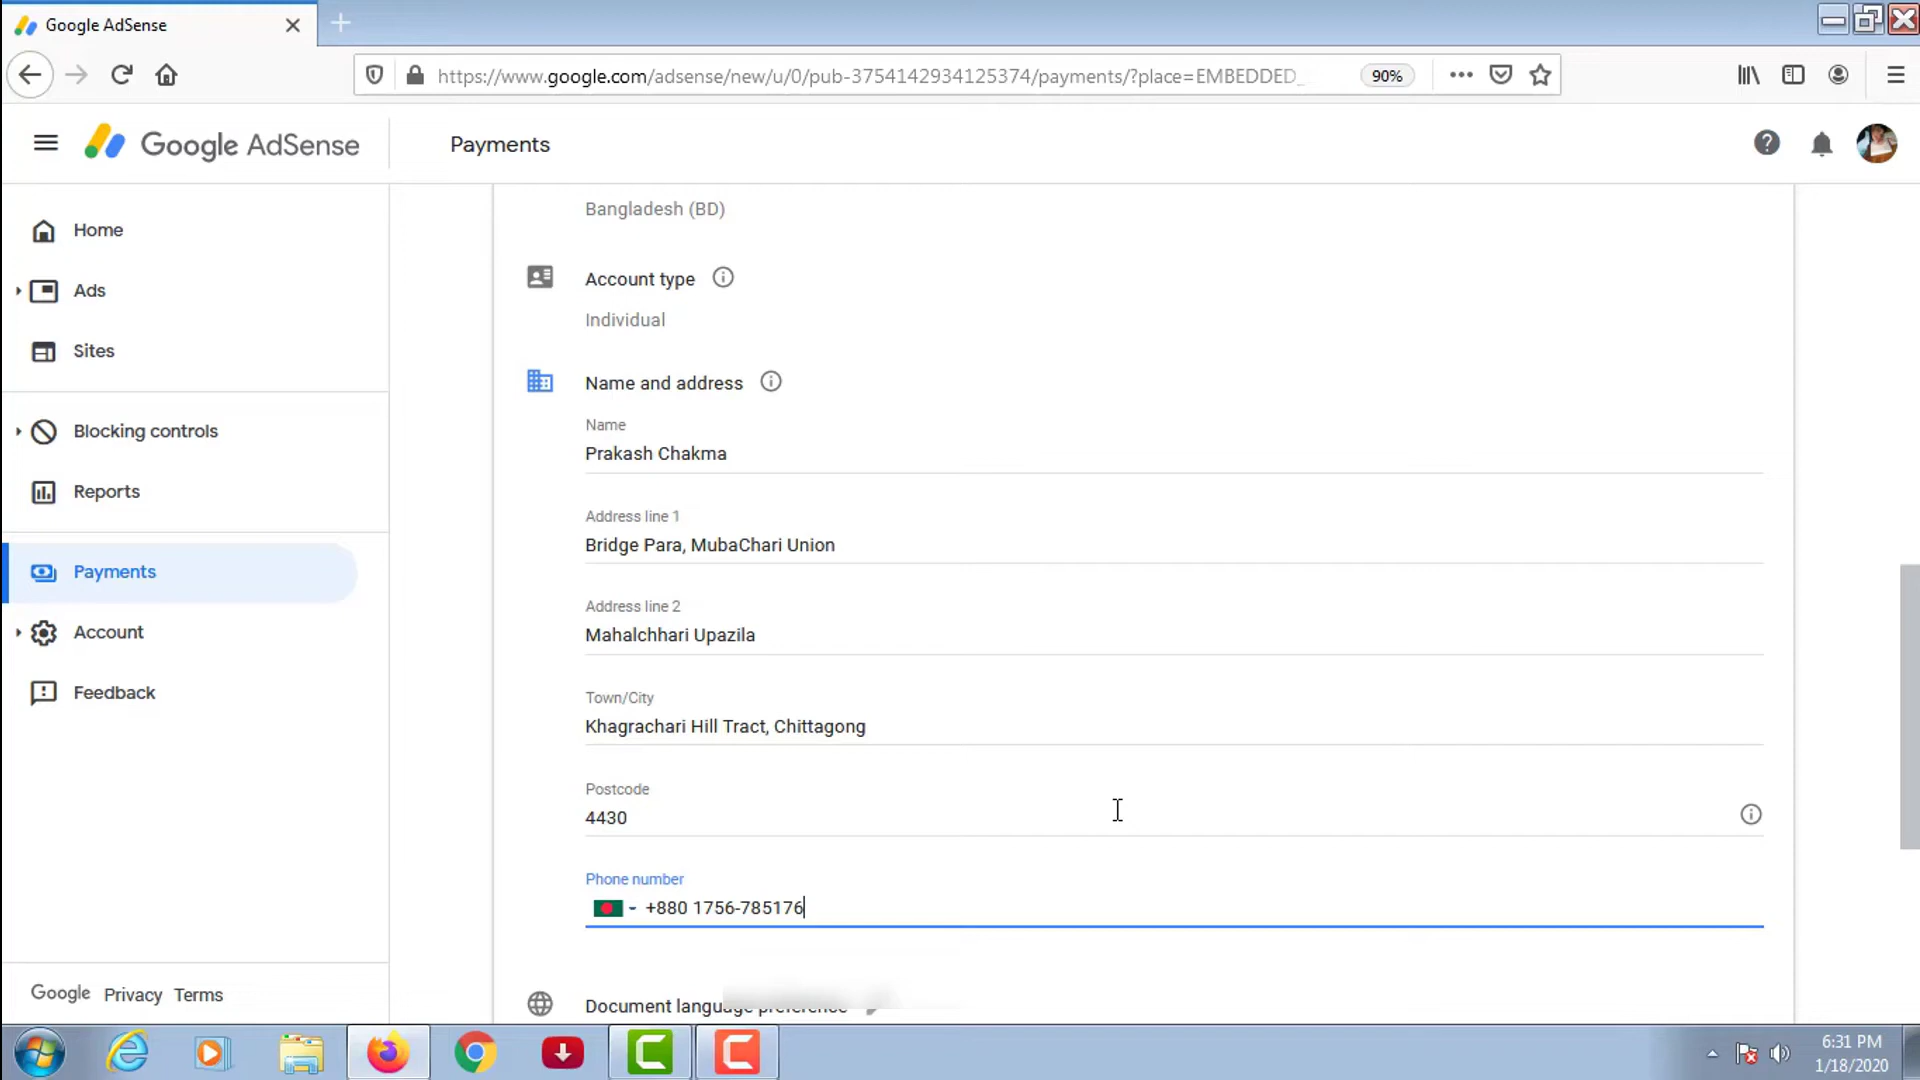 Google AdSense
https://www.google.com/adsense/new/u/0/pub-3754142934125374/payments/?place=EMBEDDED_
90%
Google AdSense
Payments
Home
Ads
Sites
Blocking controls
Reports
Payments
Account
Feedback
Google Privacy Terms
Bangladesh (BD)
Account type
Individual
Name and address
Name
Prakash Chakma
Address line 1
Bridge Para, MubaChari Union
Address line 2
Mahalchhari Upazila
Town/City
Khagrachari Hill Tract, Chittagong
Postcode
4430
Phone number
+880 1756-785176
Document language preference
6:31 PM
1/18/2020